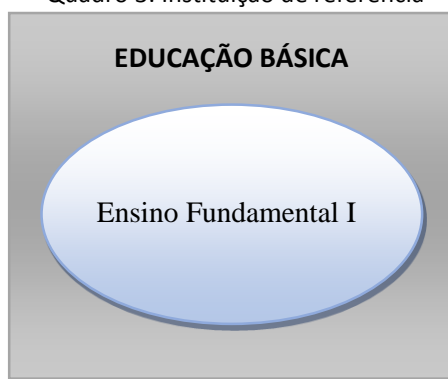 Quadro 3: Instituição de referência
EDUCAÇÃO BÁSICA
Ensino Fundamental I